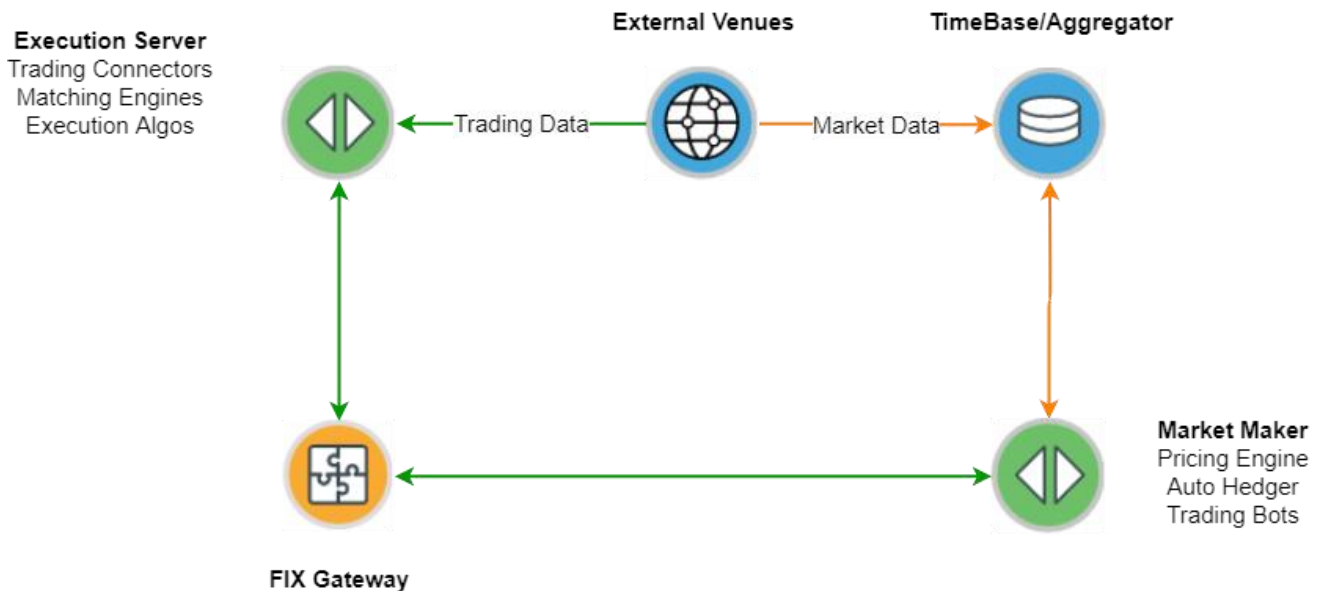 External Venues
TimeBase/Aggregator
Execution Server
Trading Connectors
Matching Engines
Execution Algos
Trading Data
Market Data
Market Maker
Pricing Engine
Auto Hedger
Trading Bots
FIX Gateway